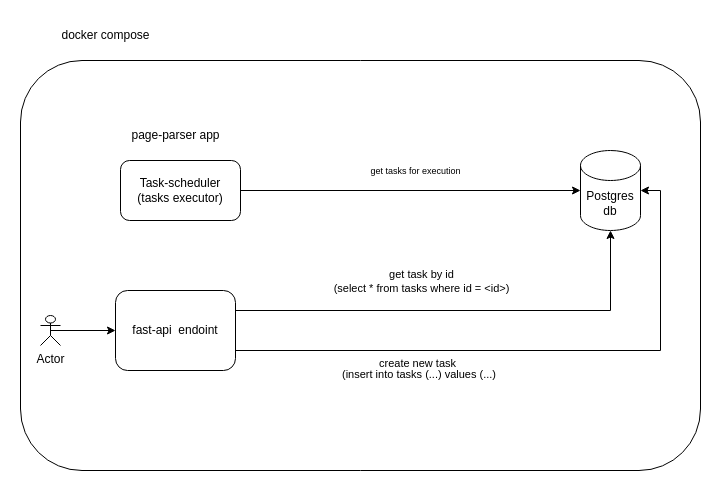 docker compose
page-parser app
Task-scheduler
(tasks executor)
get tasks for execution
Postgres
db
get task by id
(select * from tasks where id = <id>)
fast-api endoint
Actor
create new task
(insert into tasks (...) values (...)